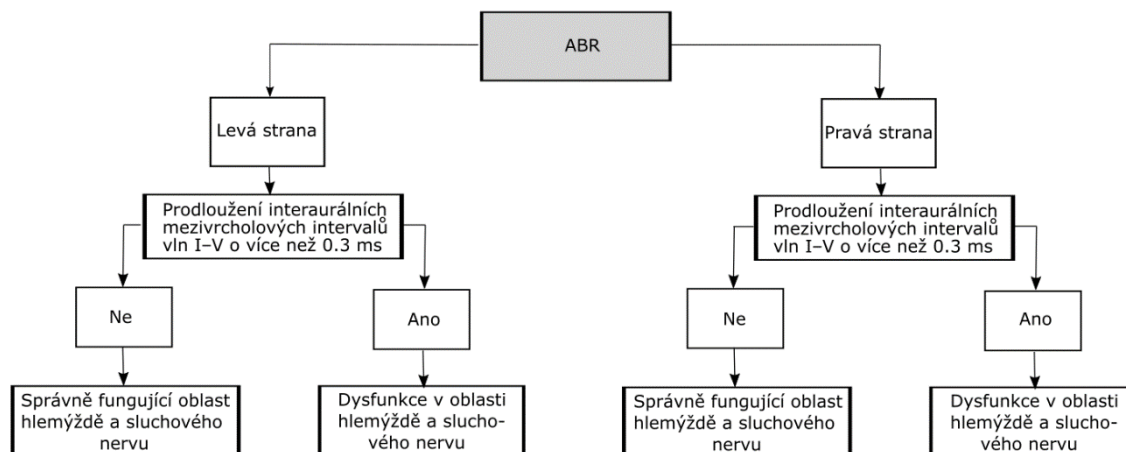 ABR
Levá strana
Pravá strana
Prodloužení interaurálních
mezivrcholových intervalů
vln I–V o více než 0.3 ms
Prodloužení interaurálních
mezivrcholových intervalů
vln I–V o více než 0.3 ms
Ne
Ano
Ne
Ano
Správně fungující oblast
hlemýždě a sluchového
nervu
Dysfunkce v oblasti
hlemýždě a slucho-
vého nervu
Správně fungující oblast
hlemýždě a sluchového
nervu
Dysfunkce v oblasti
hlemýždě a slucho-
vého nervu